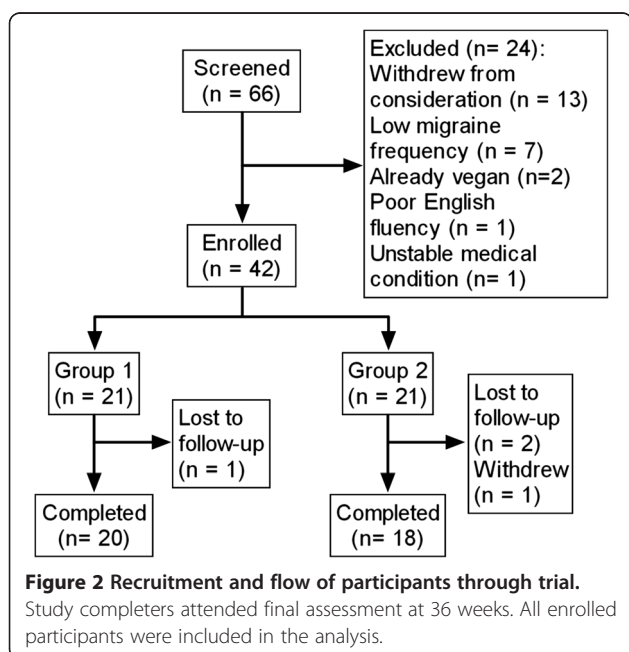 Screened
(n = 66)
Excluded (n= 24):
Withdrew from
consideration (n = 13)
Low migraine
frequency (n = 7)
Already vegan (n=2)
Poor English
fluency (n = 1)
Unstable medical
condition (n= 1)
Enrolled
(n = 42)
Group 1
(n = 21)
Lost to
follow-up
(n = 1)
Completed
(n= 20)
Group 2
(n = 21)
Lost to
follow-up
(n = 2)
Withdrew
(n = 1)
Completed
(n= 18)
Figure 2 Recruitment and flow of participants through trial.
Study completers attended final assessment at 36 weeks. All enrolled
participants were included in the analysis.